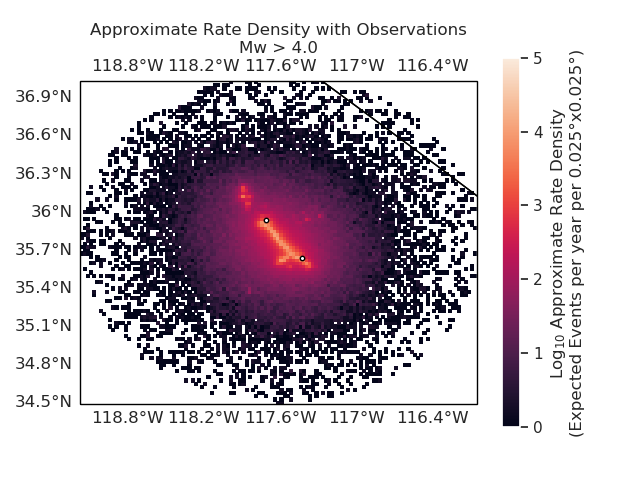 Approximate Rate Density with Observations
Mw > 4.0
118.8°W 118.2°W 117.6°W 117°W 116.4°W
36.9°N
36.6°N
36.3°N
36°N
35.7°N
35.4°N
35.1°N
34.8°N
34.5°N
118.8°W 118.2°W 117.6°W 117°W 116.4°W
5
4
3
2
1
0
Log₁₀ Approximate Rate Density
(Expected Events per year per 0.025°x0.025°)